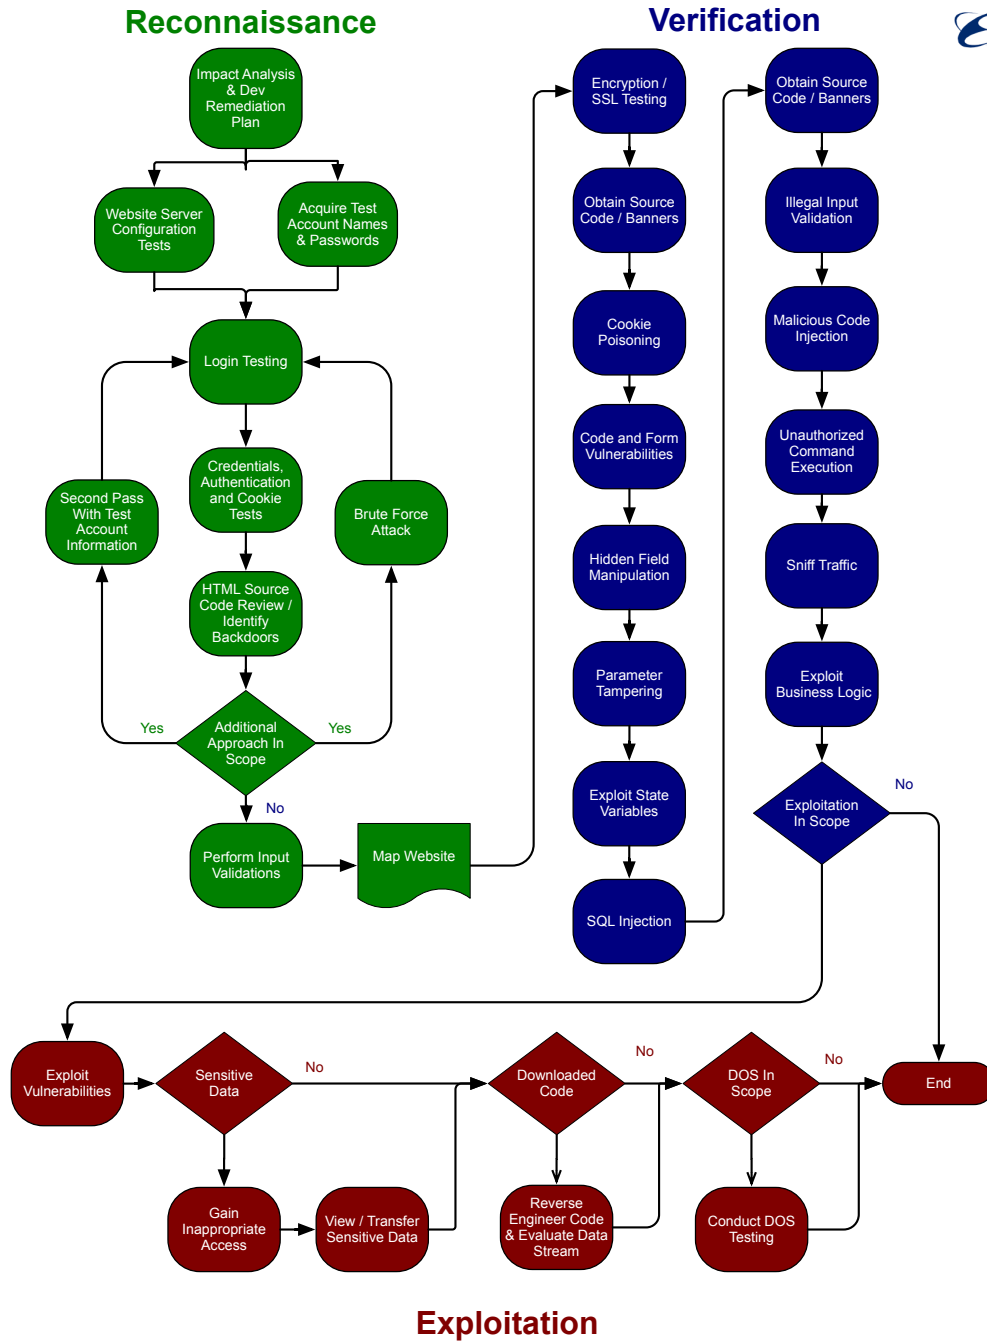 Reconnaissance
Impact Analysis
& Dev
Remediation
Plan
Website Server
Configuration
Tests
Acquire Test
Account Names
& Passwords
Login Testing
Credentials,
Authentication
and Cookie
Tests
Second Pass
With Test
Account
Information
Brute Force
Attack
HTML Source
Code Review /
Identify
Backdoors
Additional
Approach In
Scope
Yes
Yes
No
Perform Input
Validations
Map Website
Verification
Encryption /
SSL Testing
Obtain Source
Code / Banners
Cookie
Poisoning
Code and Form
Vulnerabilities
Hidden Field
Manipulation
Parameter
Tampering
Exploit State
Variables
SQL Injection
Obtain Source
Code / Banners
Illegal Input
Validation
Malicious Code
Injection
Unauthorized
Command
Execution
Sniff Traffic
Exploit
Business Logic
Exploitation
In Scope
No
Exploit
Vulnerabilities
Sensitive
Data
No
Gain
Inappropriate
Access
View / Transfer
Sensitive Data
Downloaded
Code
No
Reverse
Engineer Code
& Evaluate Data
Stream
DOS In
Scope
No
Conduct DOS
Testing
End
Exploitation